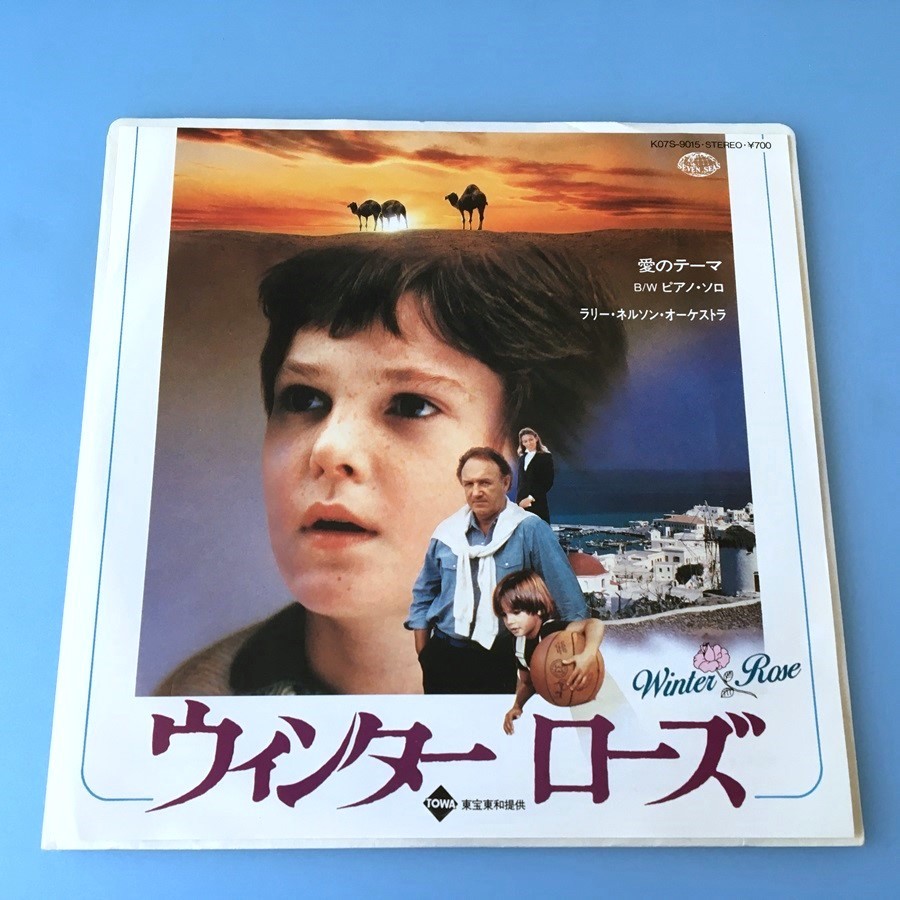 K07S-9015・STEREO・¥700
SEVEN SEAS
愛のテーマ
B/W ピアノ・ソロ
ラリー・ネルソン・オーケストラ
Winter Rose
ウィンター ローズ
TOWA 東宝東和提供